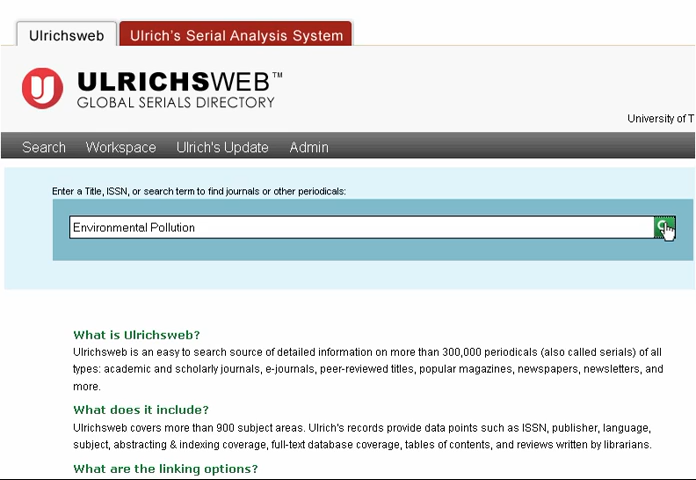 Ulrichsweb Ulrich's Serial Analysis System
ULRICHSWEB™
GLOBAL SERIALS DIRECTORY
University of T
Search Workspace Ulrich's Update Admin
Enter a Title, ISSN, or search term to find journals or other periodicals:
Environmental Pollution
What is Ulrichsweb?
Ulrichsweb is an easy to search source of detailed information on more than 300,000 periodicals (also called serials) of all
types: academic and scholarly journals, e-journals, peer-reviewed titles, popular magazines, newspapers, newsletters, and
more.
What does it include?
Ulrichsweb covers more than 900 subject areas. Ulrich's records provide data points such as ISSN, publisher, language,
subject, abstracting & indexing coverage, full-text database coverage, tables of contents, and reviews written by librarians.
What are the linking options?